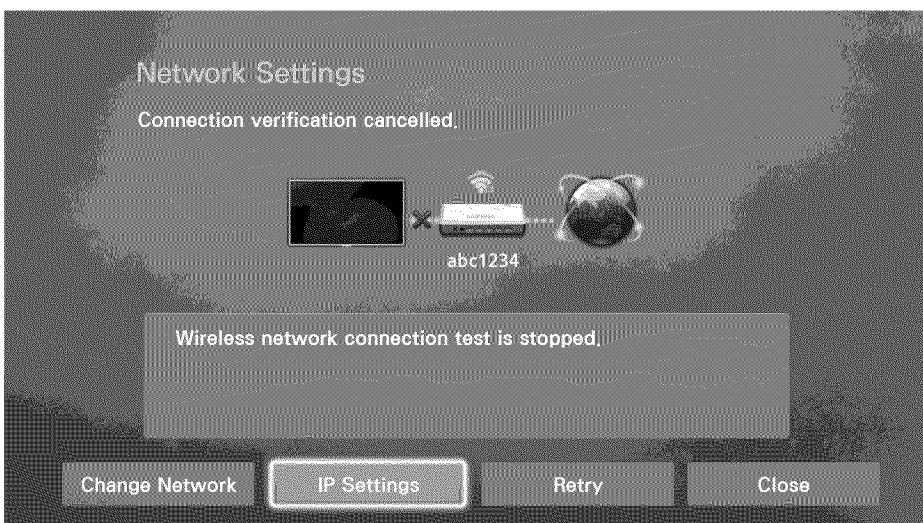 Network Settings
Connection verification cancelled.
abc1234
Wireless network connection test is stopped.
Change Network
IP Settings
Retry
Close